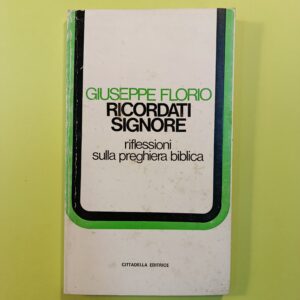 GIUSEPPE FLORIO
RICORDATI
SIGNORE
riflessioni
sulla preghiera biblica
CITTADELLA EDITRICE